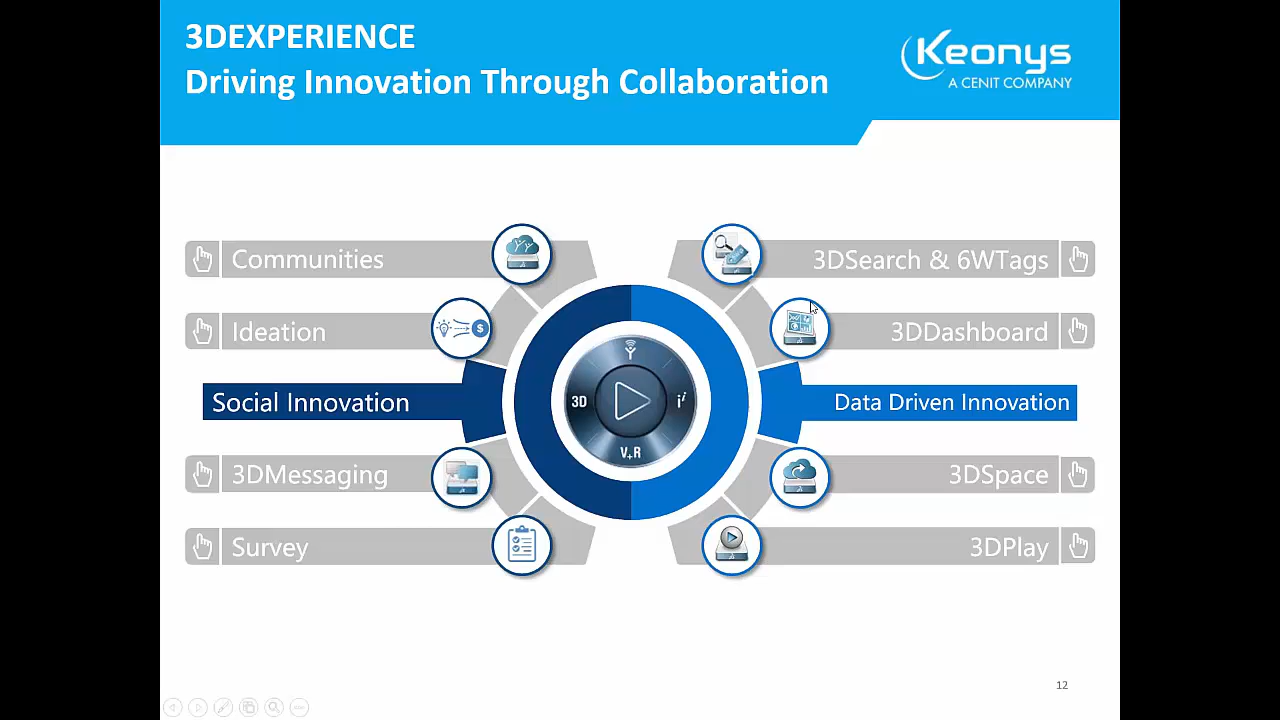 3DEXPERIENCE
Driving Innovation Through Collaboration
Keonys
A CENIT COMPANY
Communities
3DSearch & 6WTags
Ideation
3DDashboard
Social Innovation
3D
i²
V+R
Data Driven Innovation
3DMessaging
3DSpace
Survey
3DPlay
12